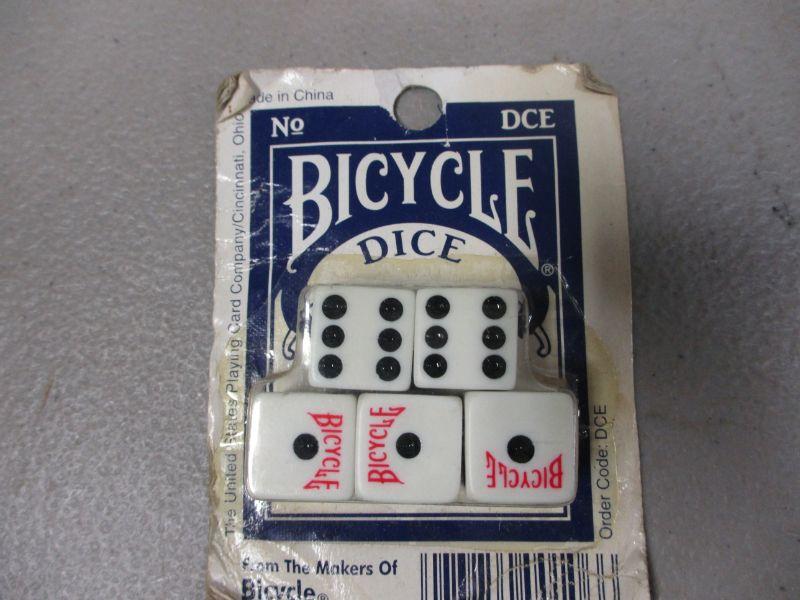 ade in China
The United States Playing Card Company/Cincinnati, Ohio
No DCE
BICYCLE
DICE
®
BICYCLE
BICYCLE
BICYCLE
Order Code: DCE
From The Makers Of
Bicycle®